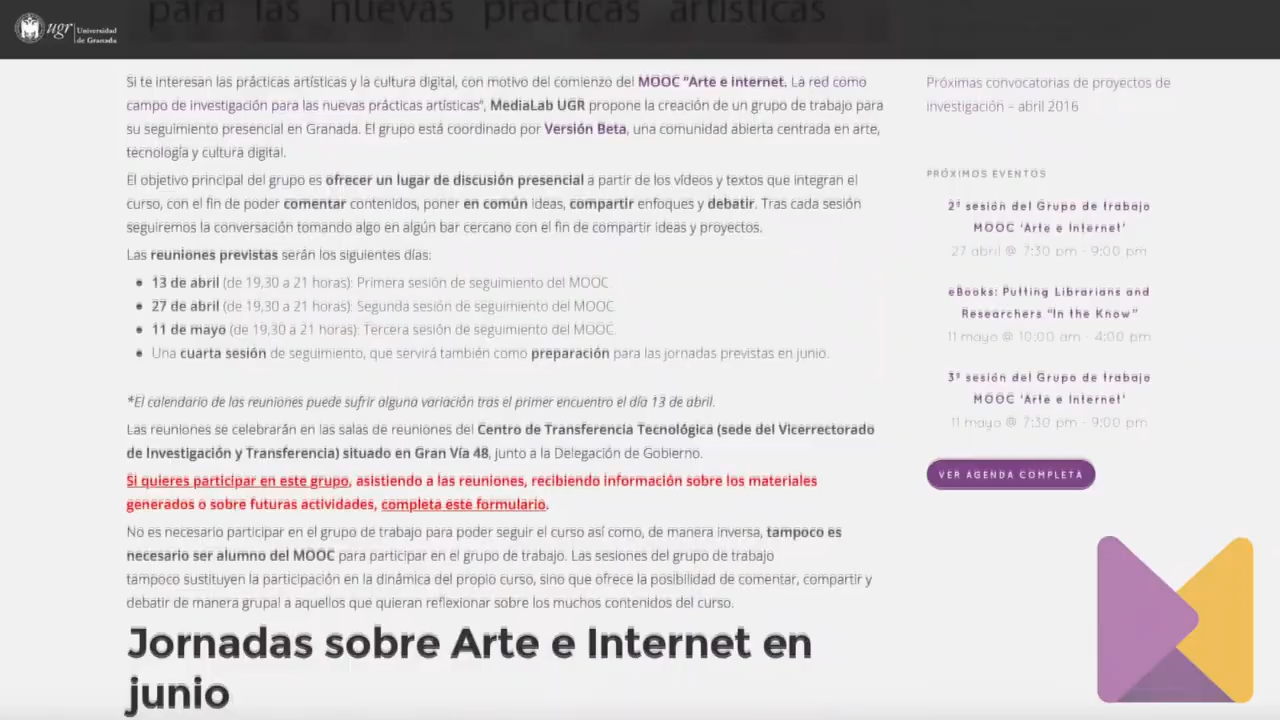 para las nuevas prácticas artísticas
ugr Universidad
de Granada
Si te interesan las prácticas artísticas y la cultura digital, con motivo del comienzo del MOOC "Arte e internet. La red como
campo de investigación para las nuevas prácticas artísticas", MediaLab UGR propone la creación de un grupo de trabajo para
su seguimiento presencial en Granada. El grupo está coordinado por Versión Beta, una comunidad abierta centrada en arte,
tecnología y cultura digital.
El objetivo principal del grupo es ofrecer un lugar de discusión presencial a partir de los vídeos y textos que integran el
curso, con el fin de poder comentar contenidos, poner en común ideas, compartir enfoques y debatir. Tras cada sesión
seguiremos la conversación tomando algo en algún bar cercano con el fin de compartir ideas y proyectos.
Las reuniones previstas serán los siguientes días:
• 13 de abril (de 19,30 a 21 horas): Primera sesión de seguimiento del MOOC.
• 27 de abril (de 19,30 a 21 horas): Segunda sesión de seguimiento del MOOC.
• 11 de mayo (de 19,30 a 21 horas): Tercera sesión de seguimiento del MOOC.
• Una cuarta sesión de seguimiento, que servirá también como preparación para las jornadas previstas en junio.
*El calendario de las reuniones puede sufrir alguna variación tras el primer encuentro el día 13 de abril.
Las reuniones se celebrarán en las salas de reuniones del Centro de Transferencia Tecnológica (sede del Vicerrectorado
de Investigación y Transferencia) situado en Gran Vía 48, junto a la Delegación de Gobierno.
Si quieres participar en este grupo, asistiendo a las reuniones, recibiendo información sobre los materiales
generados o sobre futuras actividades, completa este formulario.
No es necesario participar en el grupo de trabajo para poder seguir el curso así como, de manera inversa, tampoco es
necesario ser alumno del MOOC para participar en el grupo de trabajo. Las sesiones del grupo de trabajo
tampoco sustituyen la participación en la dinámica del propio curso, sino que ofrece la posibilidad de comentar, compartir y
debatir de manera grupal a aquellos que quieran reflexionar sobre los muchos contenidos del curso.
Jornadas sobre Arte e Internet en
junio
Próximas convocatorias de proyectos de
investigación – abril 2016
PRÓXIMOS EVENTOS
2ª sesión del Grupo de trabajo
MOOC 'Arte e Internet'
27 abril @ 7:30 pm - 9:00 pm
eBooks: Putting Librarians and
Researchers "In the Know"
11 mayo @ 10:00 am - 4:00 pm
3ª sesión del Grupo de trabajo
MOOC 'Arte e Internet'
11 mayo @ 7:30 pm - 9:00 pm
VER AGENDA COMPLETA